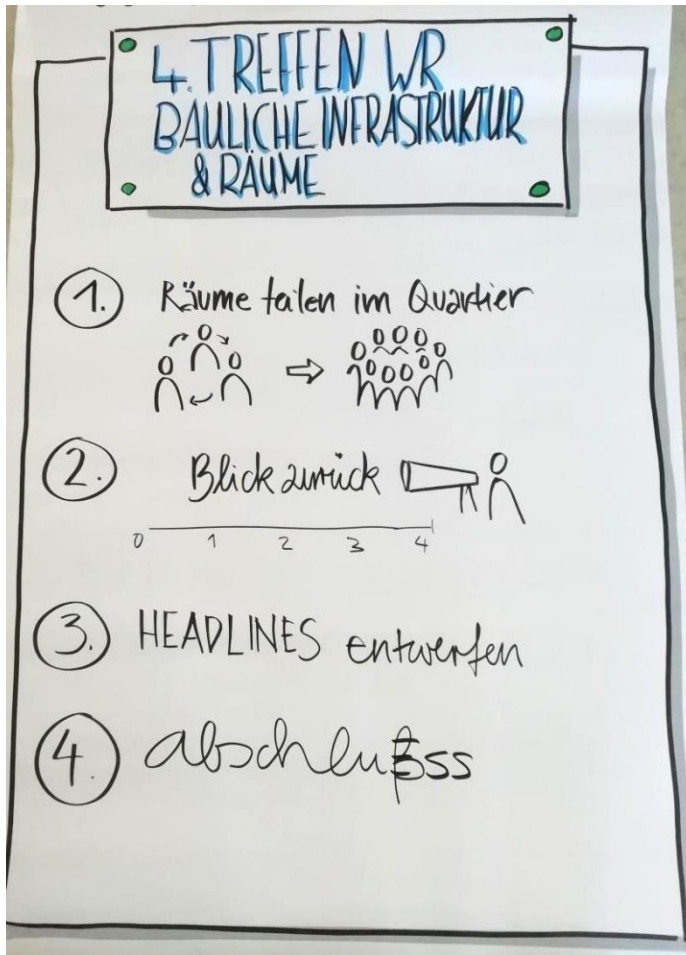 4. TREFFEN WR
BAULICHE INFRASTRUKTUR
& RÄUME
1. Räume teilen im Quartier
2. Blick zurück
0 1 2 3 4
3. HEADLINES entwerfen
4. abschluss